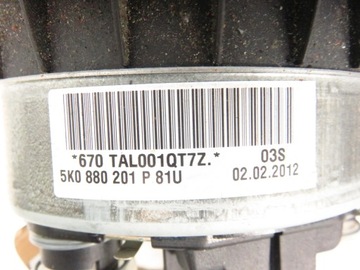 *670 TAL001QT7Z.* 03S
5K0 880 201 P 81U 02.02.2012